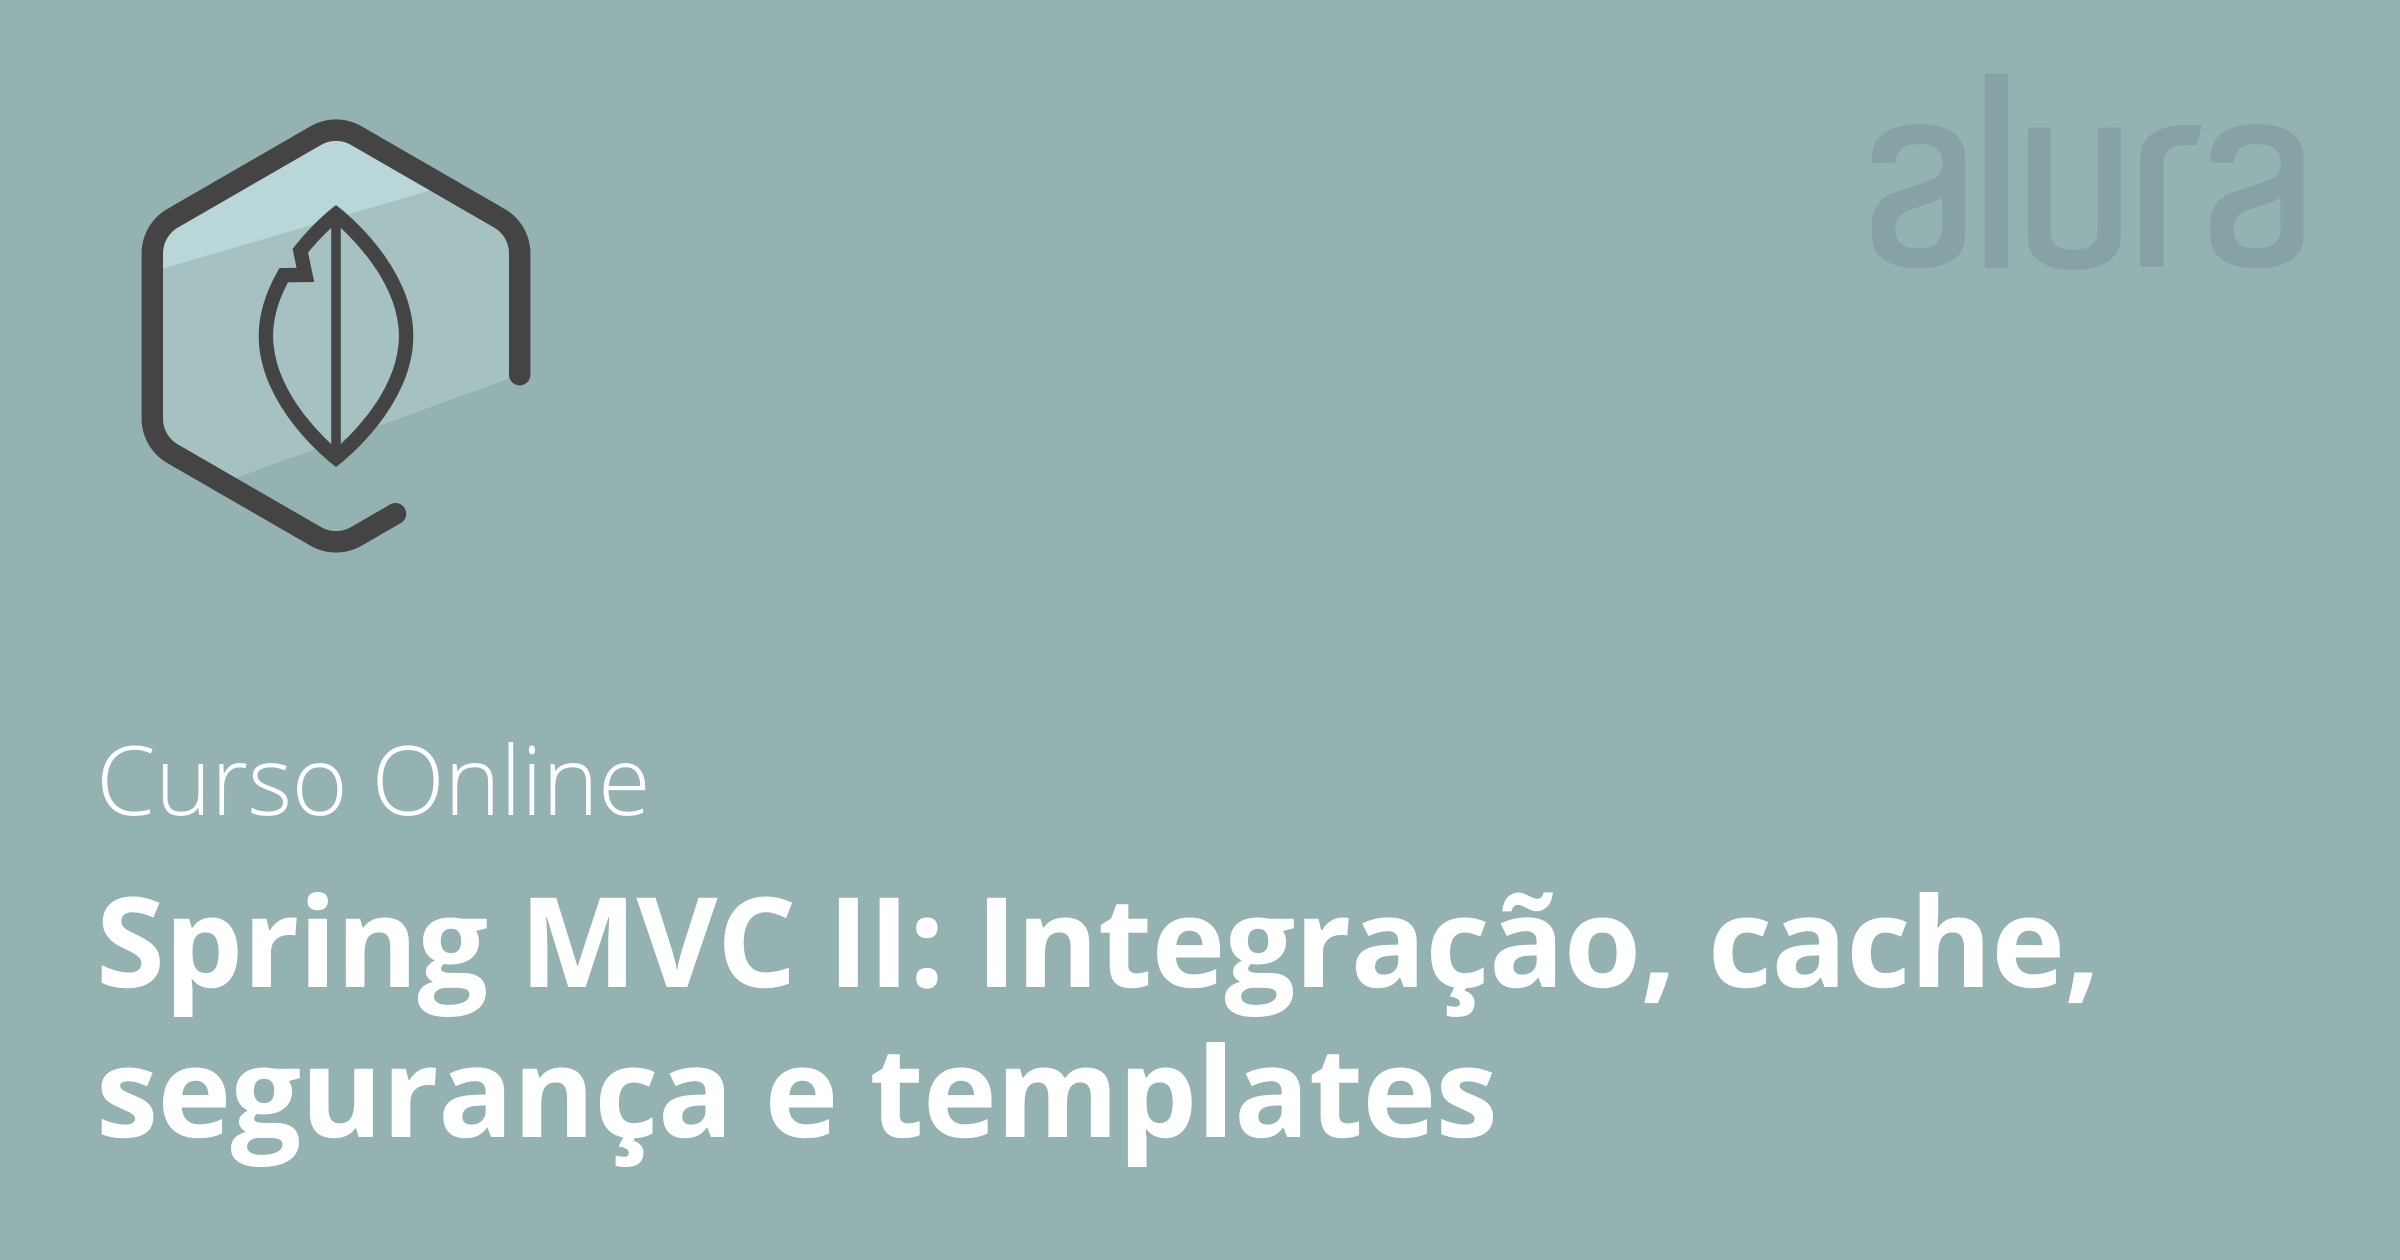 alura
Curso Online
Spring MVC II: Integração, cache,
segurança e templates